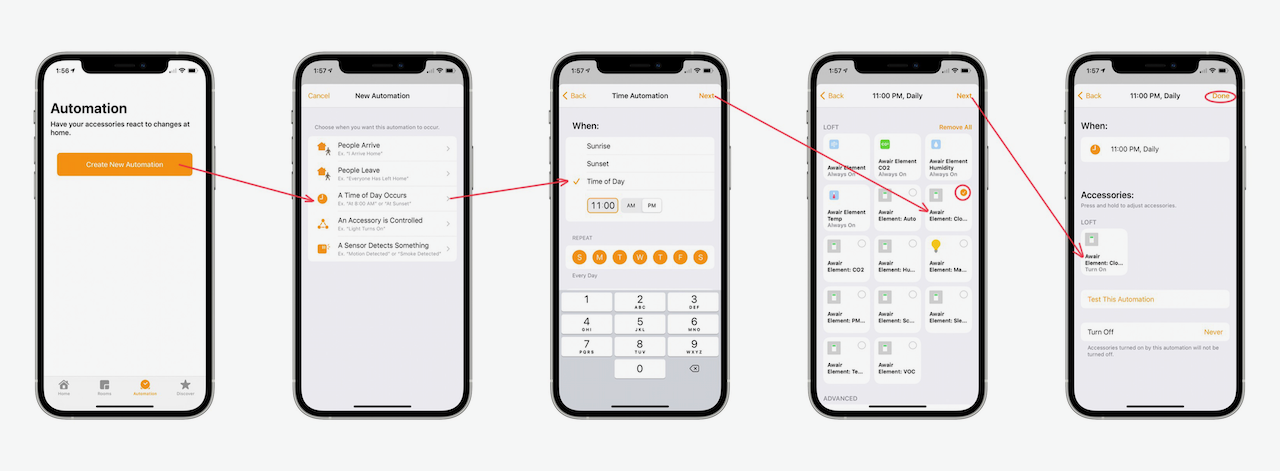 1:56
Automation
Have your accessories react to changes at
home.
Create New Automation
Home
Rooms
Automation
Discover
1:57
Cancel
New Automation
Choose when you want this automation to occur.
People Arrive
Ex. "I Arrive Home"
People Leave
Ex. "Everyone Has Left Home"
A Time of Day Occurs
Ex. "At 8:00 AM" or "At Sunset"
An Accessory is Controlled
Ex. "Light Turns On"
A Sensor Detects Something
Ex. "Motion Detected" or "Smoke Detected"
1:57
Back
Time Automation
Next
When:
Sunrise
Sunset
Time of Day
11 00
AM
PM
REPEAT
S M T W T F S
Every Day
1
2
ABC
3
DEF
4
GHI
5
JKL
6
MNO
7
PQRS
8
TUV
9
WXYZ
0
1:57
Back
11:00 PM, Daily
Next
LOFT
Remove All
Awair Element
Always On
Awair Element
CO2
Always On
Awair Element
Humidity
Always On
Awair Element
Temp
Always On
Awair
Element: Auto
Awair
Element: Clo...
Awair
Element: CO2
Awair
Element: Hu...
Awair
Element: Ma...
Awair
Element: PM...
Awair
Element: Sc...
Awair
Element: Sle...
Awair
Element: Te...
Awair
Element: VOC
ADVANCED
1:57
Back
11:00 PM, Daily
Done
When:
11:00 PM, Daily
Accessories:
Press and hold to adjust accessories.
LOFT
Awair
Element: Clo...
Turn On
Test This Automation
Turn Off
Never
Accessories turned on by this automation will not be
turned off.